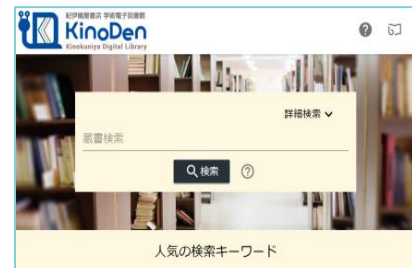 紀伊國屋書店 学術電子図書館
KinoDen
Kinokuniya Digital Library
詳細検索
蔵書検索
検索
人気の検索キーワード